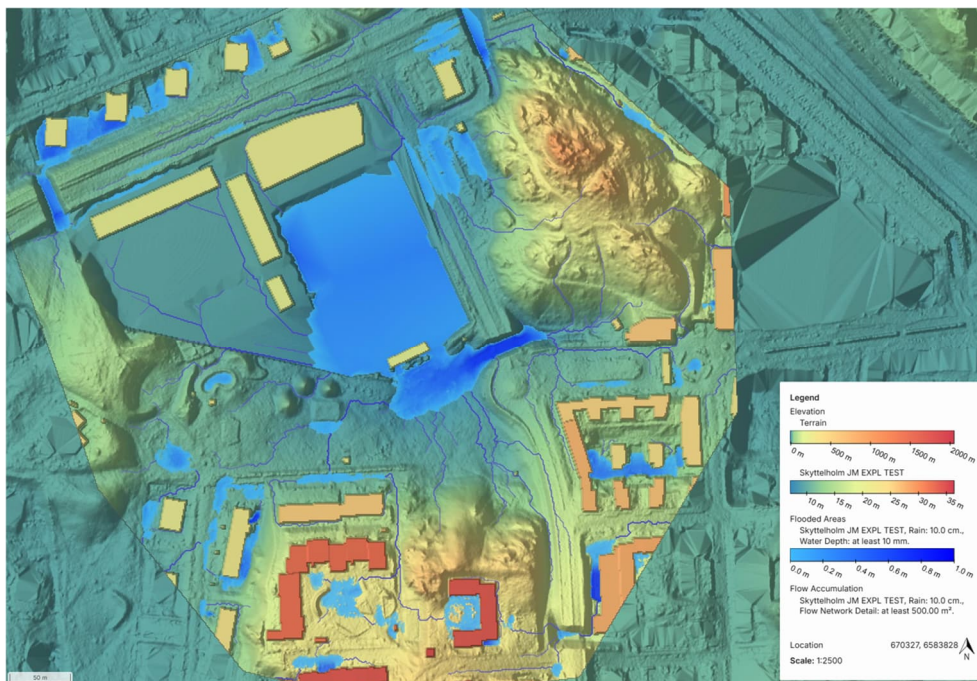 Legend
Elevation
Terrain
0 m 500 m 1000 m 1500 m 2000 m
Skyttelholm JM EXPL TEST
10 m 15 m 20 m 25 m 30 m 35 m
Flooded Areas
Skyttelholm JM EXPL TEST, Rain: 10.0 cm.,
Water Depth: at least 10 mm.
0.0 m 0.2 m 0.4 m 0.6 m 0.8 m 1.0 m
Flow Accumulation
Skyttelholm JM EXPL TEST, Rain: 10.0 cm.,
Flow Network Detail: at least 500.00 m².
Location 670327, 6583828
Scale: 1:2500 N
50 m